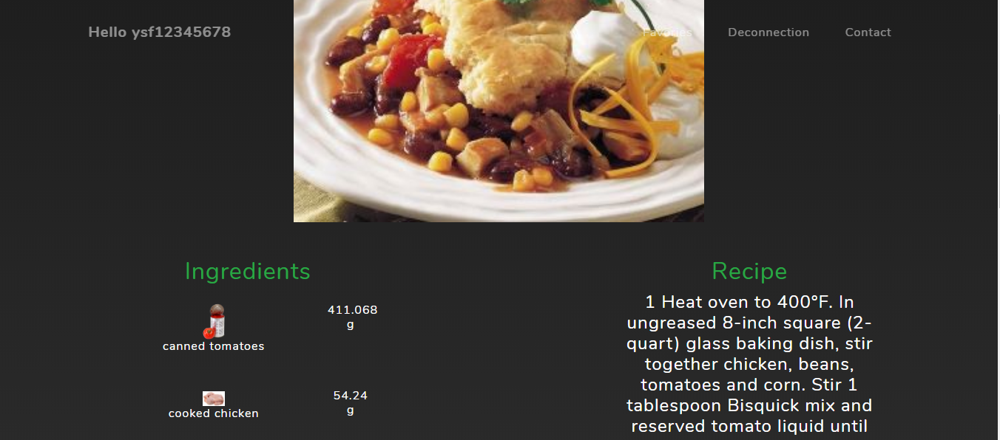 Hello ysf12345678
Favorites
Deconnection
Contact
Ingredients
411.068
g
canned tomatoes
54.24
g
cooked chicken
Recipe
1 Heat oven to 400°F. In
ungreased 8-inch square (2-
quart) glass baking dish, stir
together chicken, beans,
tomatoes and corn. Stir 1
tablespoon Bisquick mix and
reserved tomato liquid until